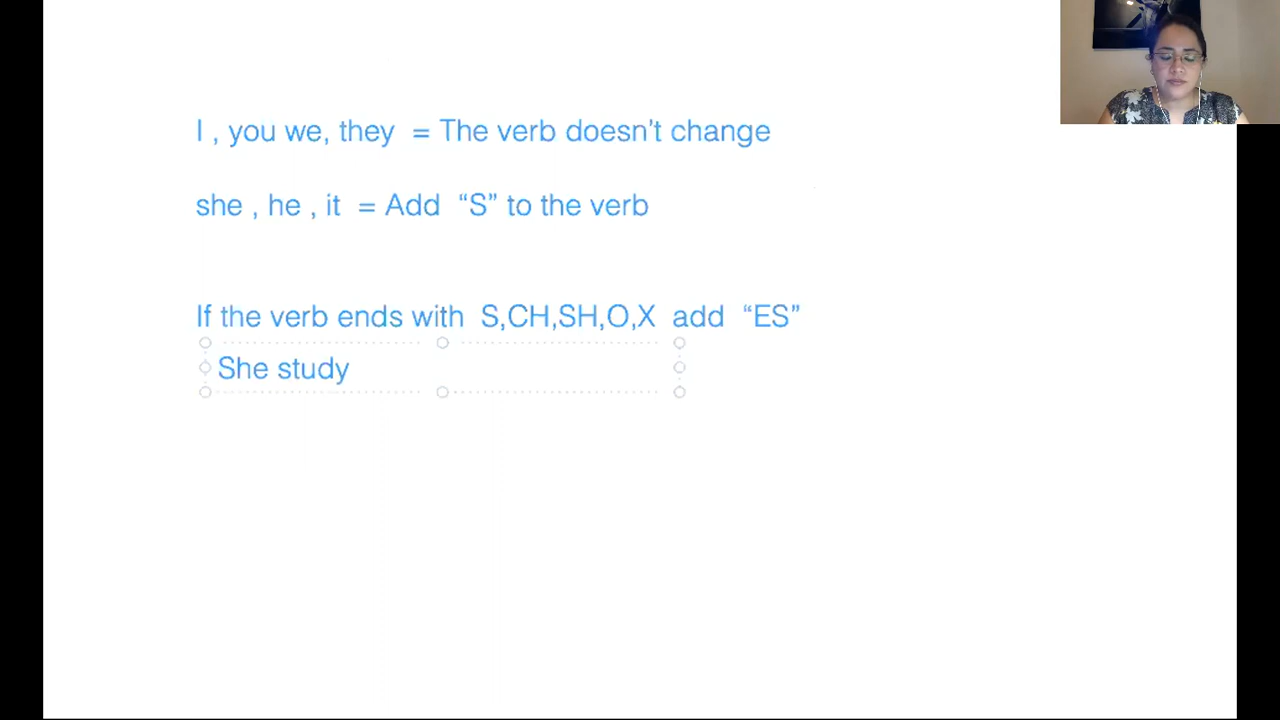 I , you we, they = The verb doesn't change
she , he , it = Add “S” to the verb
If the verb ends with S,CH,SH,O,X add “ES”
She study